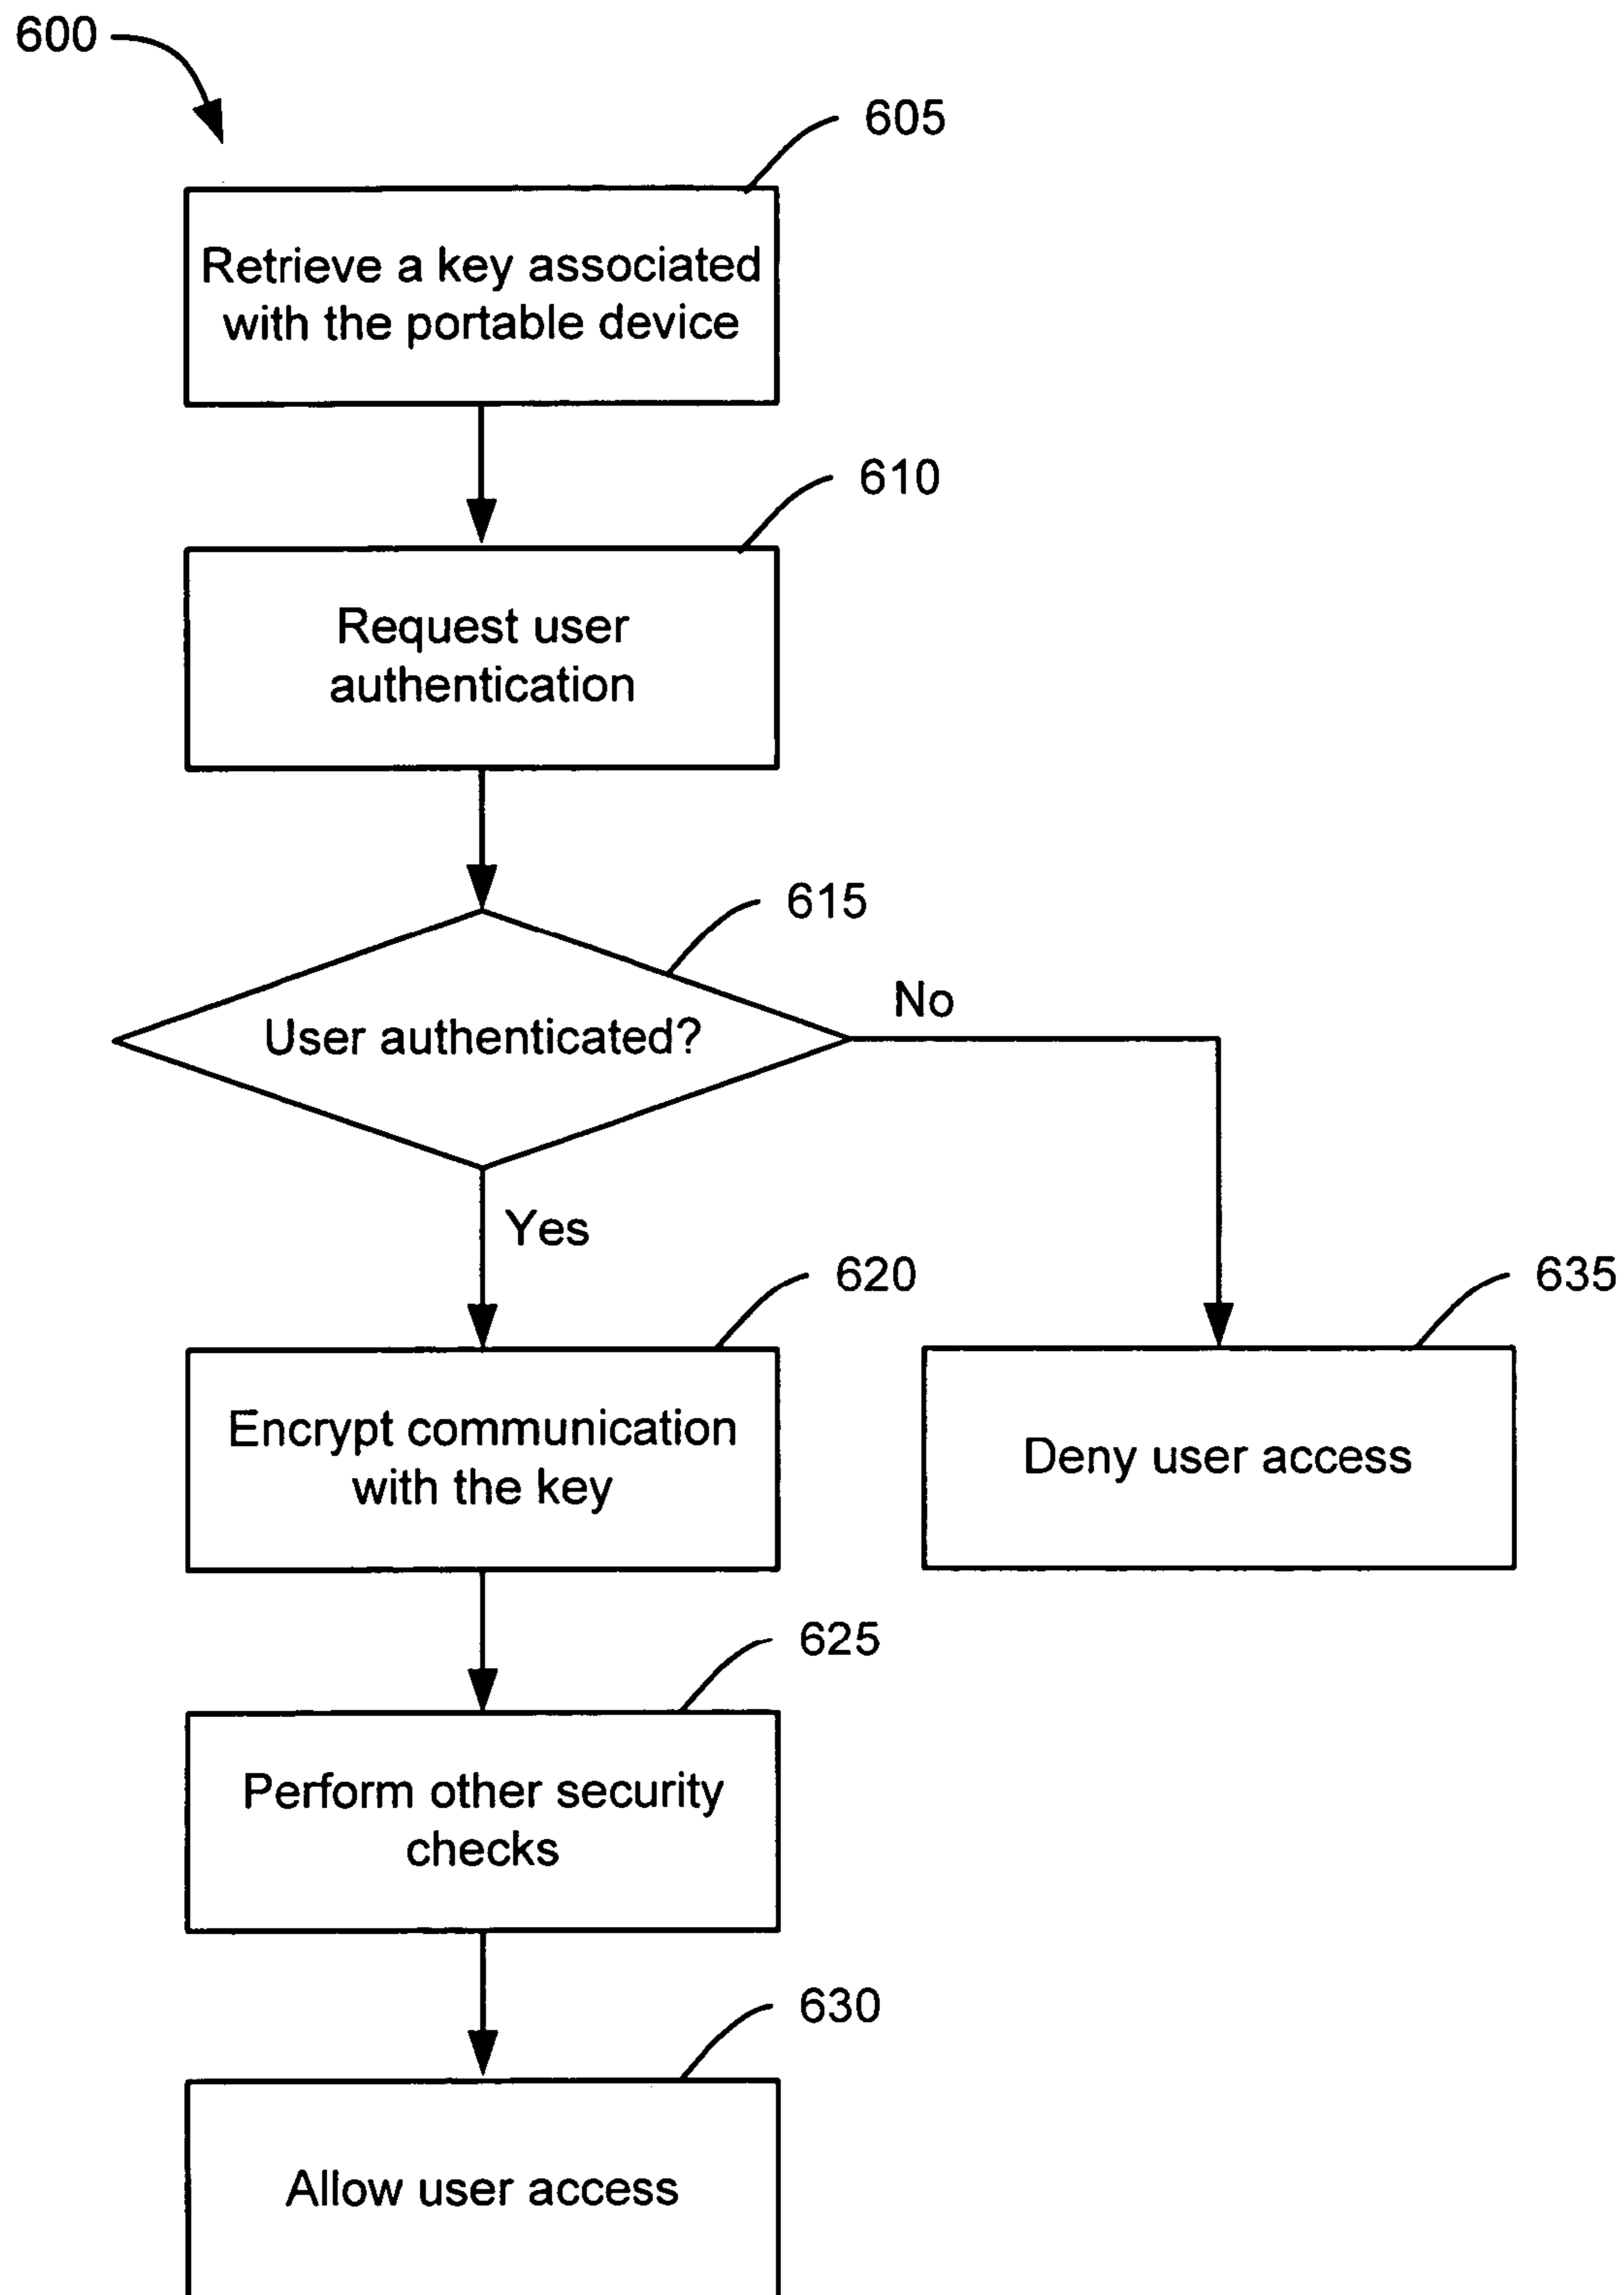 600
605
Retrieve a key associated
with the portable device
610
Request user
authentication
615
User authenticated?
No
Yes
620
635
Encrypt communication
with the key
Deny user access
625
Perform other security
checks
630
Allow user access